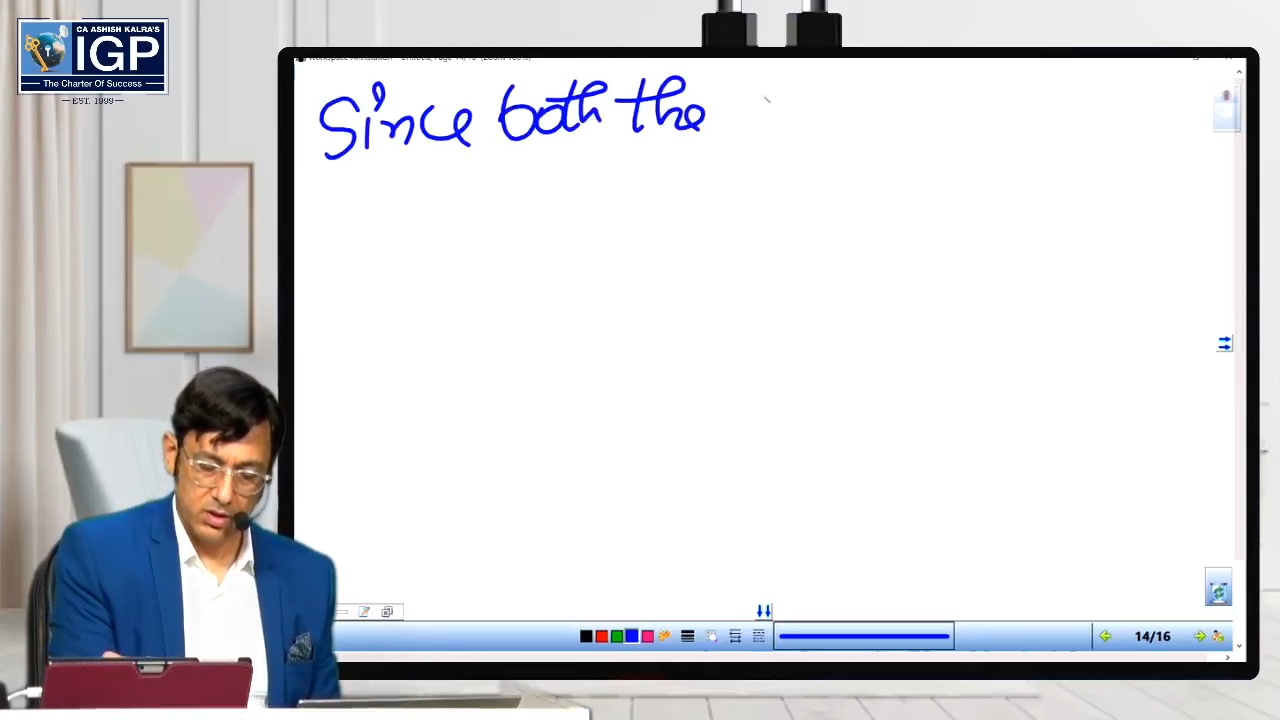 CA ASHISH KALRA'S
IGP
The Charter Of Success
EST. 1999
Since both the
14/16